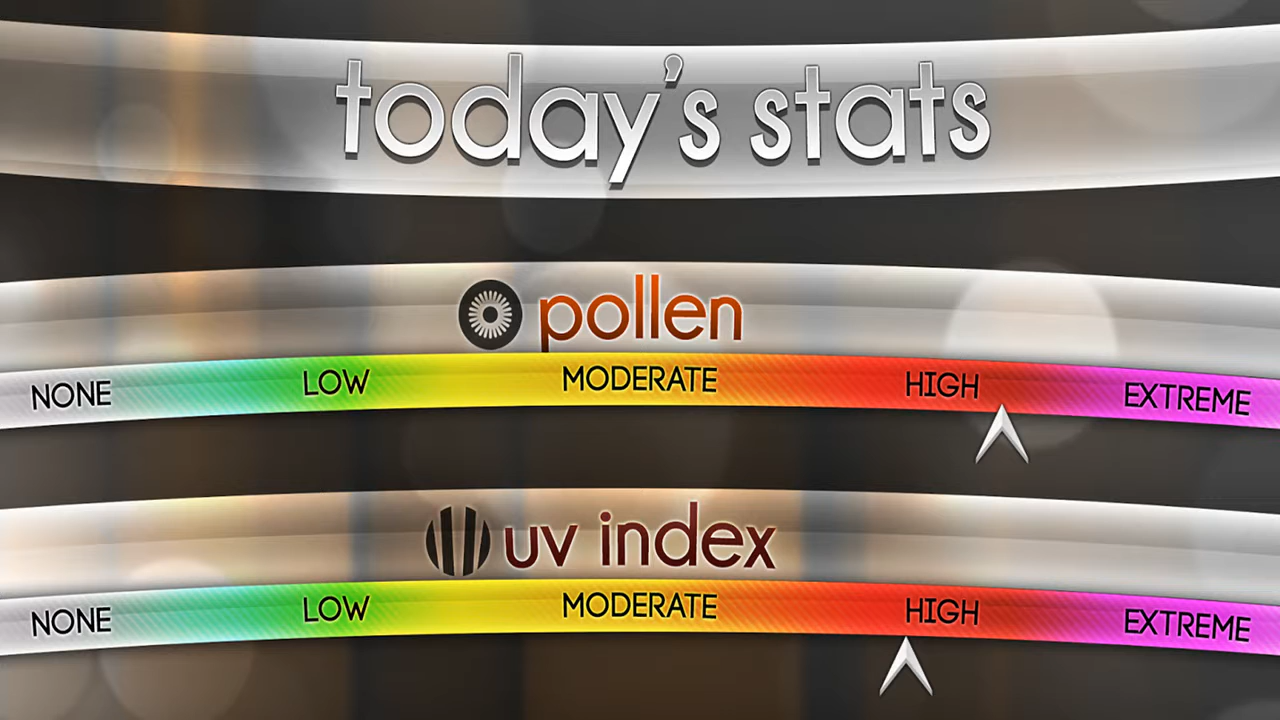 today's stats
pollen
NONE LOW MODERATE HIGH EXTREME
uv index
NONE LOW MODERATE HIGH EXTREME